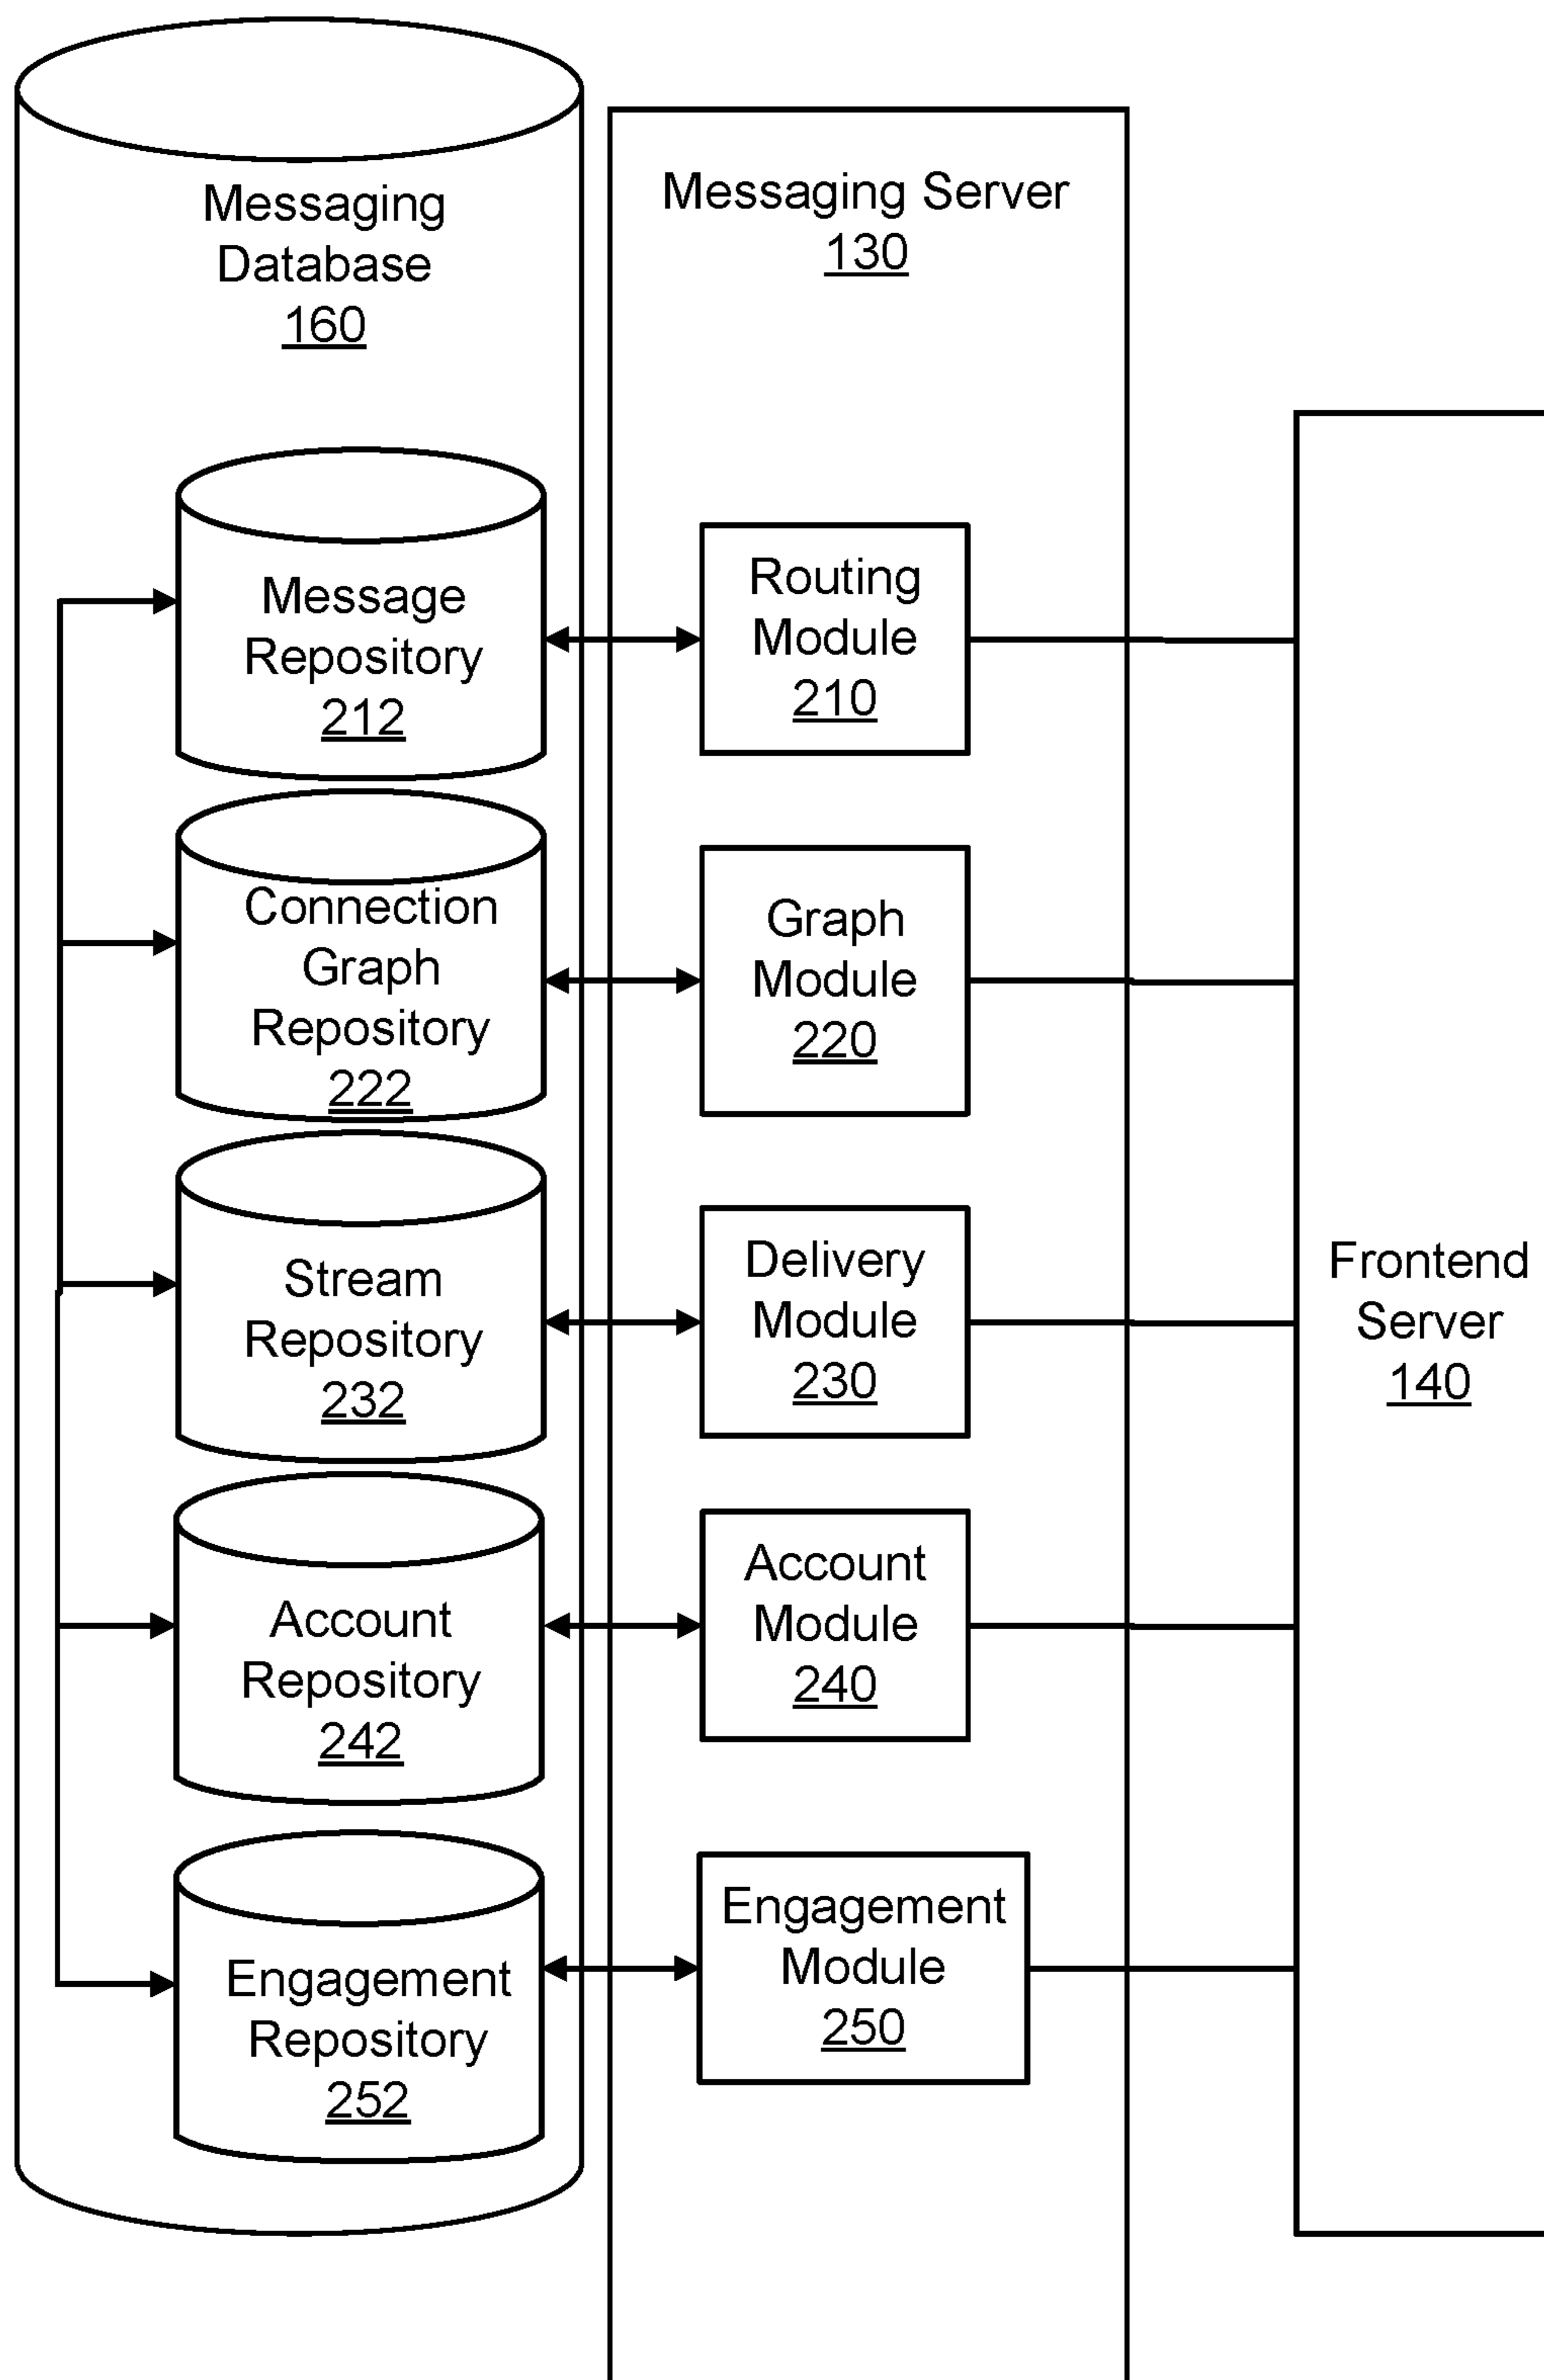 Messaging
Database
160
Messaging Server
130
Message
Repository
212
Routing
Module
210
Connection
Graph
Repository
222
Graph
Module
220
Stream
Repository
232
Delivery
Module
230
Frontend
Server
140
Account
Repository
242
Account
Module
240
Engagement
Repository
252
Engagement
Module
250